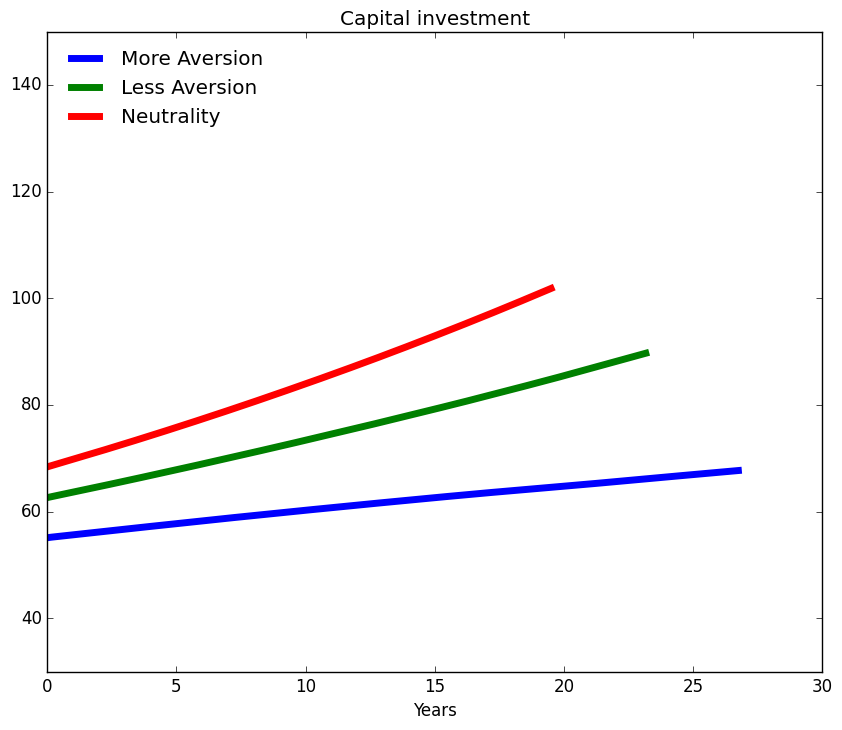 Capital investment
More Aversion
Less Aversion
Neutrality
140
120
100
80
60
40
0 5 10 15 20 25 30
Years